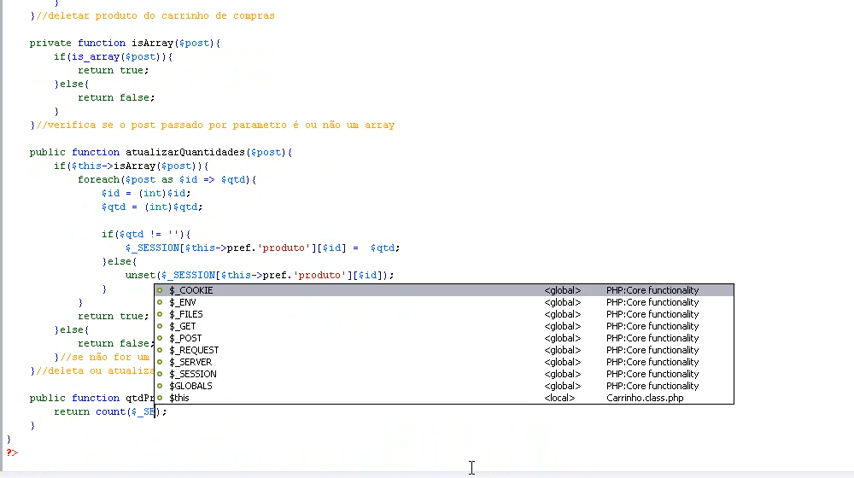 }
}//deletar produto do carrinho de compras
private function isArray($post){
if(is_array($post)){
return true;
}else{
return false;
}
}//verifica se o post passado por parametro é ou não um array
public function atualizarQuantidades($post){
if($this->isArray($post)){
foreach($post as $id => $qtd){
$id = (int)$id;
$qtd = (int)$qtd;
if($qtd != ''){
$_SESSION[$this->pref.'produto'][$id] =  $qtd;
}else{
unset($_SESSION[$this->pref.'produto'][$id]);
}
$_COOKIE <global> PHP:Core functionality
$_ENV <global> PHP:Core functionality
}
$_FILES <global> PHP:Core functionality
return true;
$_GET <global> PHP:Core functionality
}else{
$_POST <global> PHP:Core functionality
return false;
$_REQUEST <global> PHP:Core functionality
}//se não for um
$_SERVER <global> PHP:Core functionality
}//deleta ou atualiza
$_SESSION <global> PHP:Core functionality
$GLOBALS <global> PHP:Core functionality
public function qtdPr
$this <local> Carrinho.class.php
return count($_SE);
}
}
?>